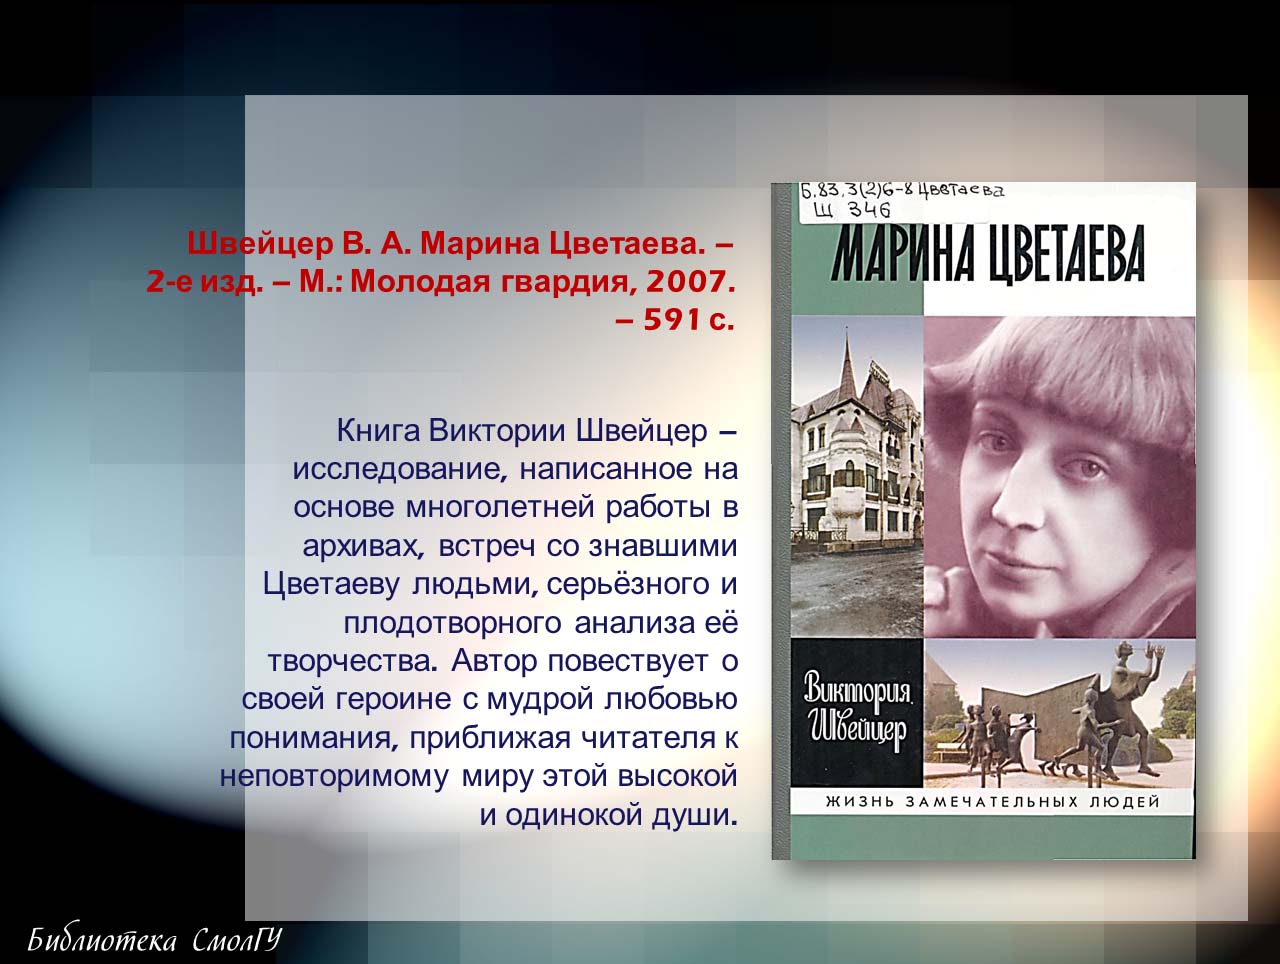 Швейцер В. А. Марина Цветаева. –
2-е изд. – М.: Молодая гвардия, 2007.
– 591 с.
Книга Виктории Швейцер –
исследование, написанное на
основе многолетней работы в
архивах, встреч со знавшими
Цветаеву людьми, серьёзного и
плодотворного анализа её
творчества. Автор повествует о
своей героине с мудрой любовью
понимания, приближая читателя к
неповторимому миру этой высокой
и одинокой души.
Б.83.3(2)6-8 Цветаева
Щ 346
МАРИНА ЦВЕТАЕВА
Виктория
Швейцер
ЖИЗНЬ ЗАМЕЧАТЕЛЬНЫХ ЛЮДЕЙ
Библиотека СмолГУ